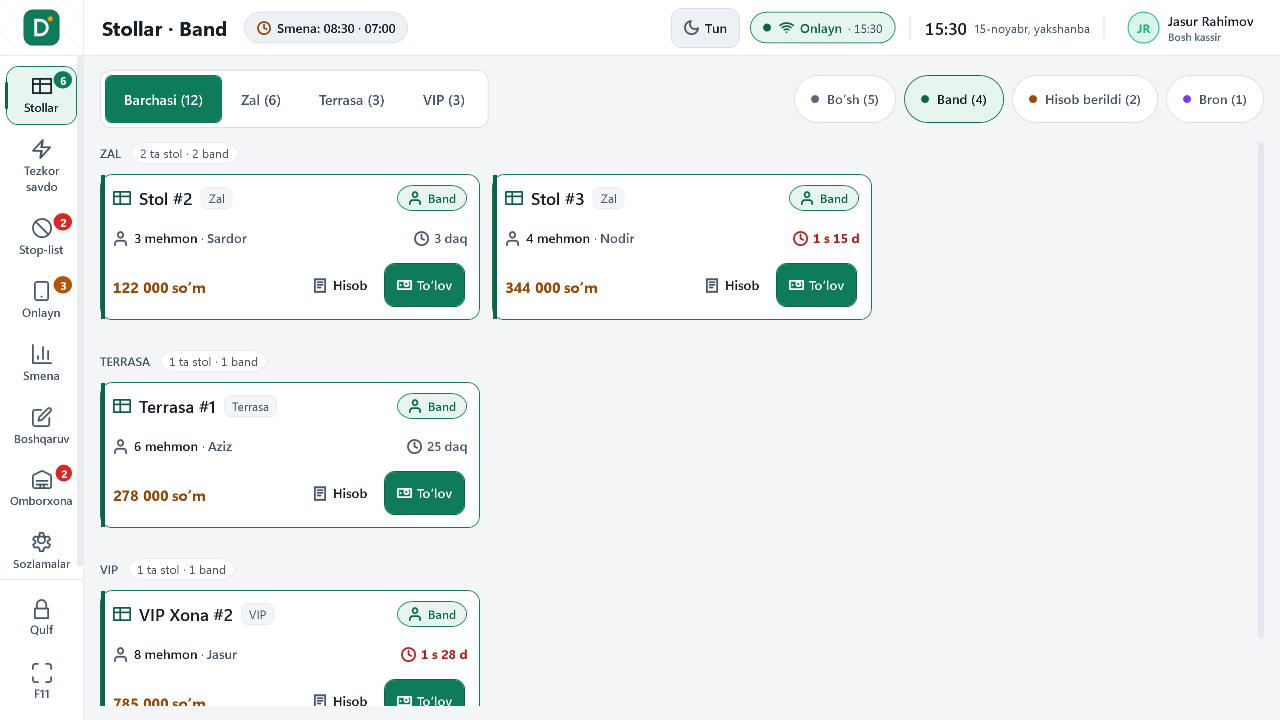 D
Stollar · Band
Smena: 08:30 · 07:00
Tun
Onlayn · 15:30
15:30 15-noyabr, yakshanba
JR
Jasur Rahimov
Bosh kassir
6
Stollar
Tezkor
savdo
2
Stop-list
3
Onlayn
Smena
Boshqaruv
2
Omborxona
Sozlamalar
Qulf
F11
Barchasi (12)
Zal (6)
Terrasa (3)
VIP (3)
Bo‘sh (5)
Band (4)
Hisob berildi (2)
Bron (1)
ZAL 2 ta stol · 2 band
Stol #2 Zal Band
3 mehmon · Sardor 3 daq
122 000 so‘m Hisob To‘lov
Stol #3 Zal Band
4 mehmon · Nodir 1 s 15 d
344 000 so‘m Hisob To‘lov
TERRASA 1 ta stol · 1 band
Terrasa #1 Terrasa Band
6 mehmon · Aziz 25 daq
278 000 so‘m Hisob To‘lov
VIP 1 ta stol · 1 band
VIP Xona #2 VIP Band
8 mehmon · Jasur 1 s 28 d
785 000 so‘m Hisob To‘lov